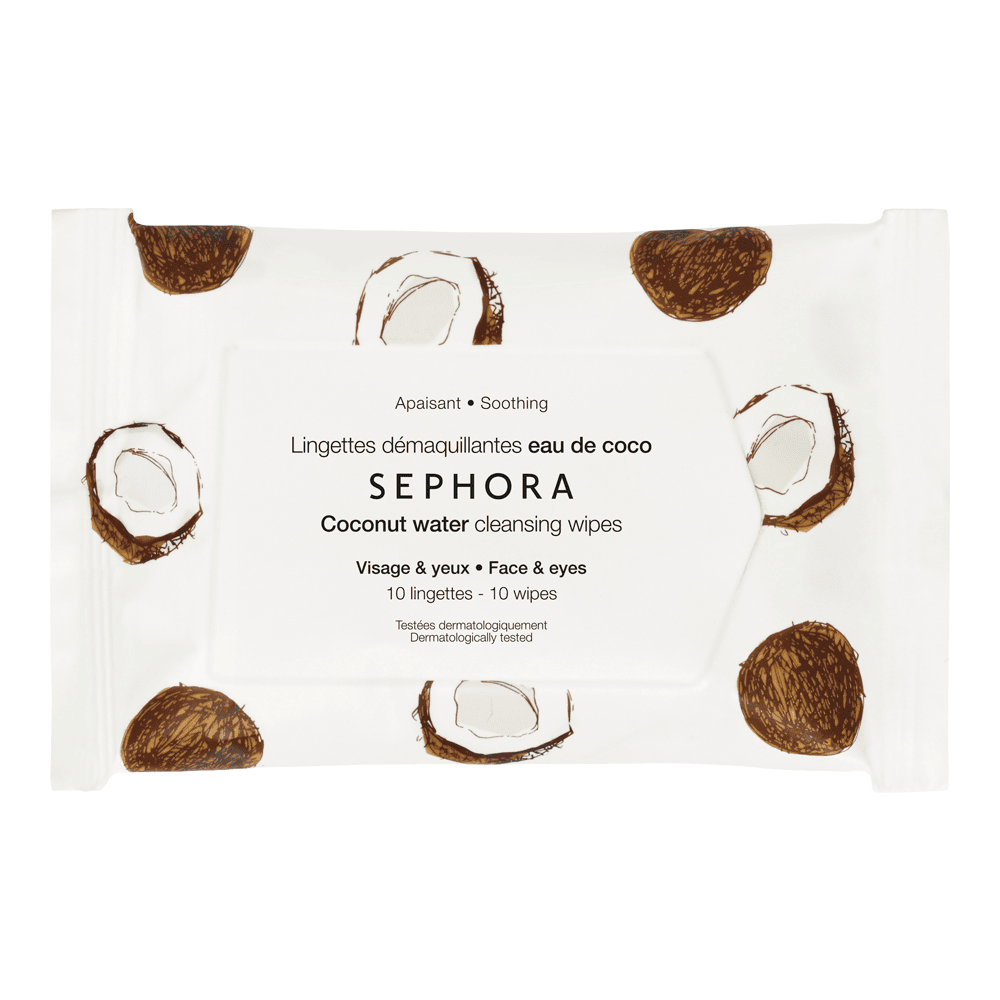 Apaisant • Soothing
Lingettes démaquillantes eau de coco
SEPHORA
Coconut water cleansing wipes
Visage & yeux • Face & eyes
10 lingettes - 10 wipes
Testées dermatologiquement
Dermatologically tested